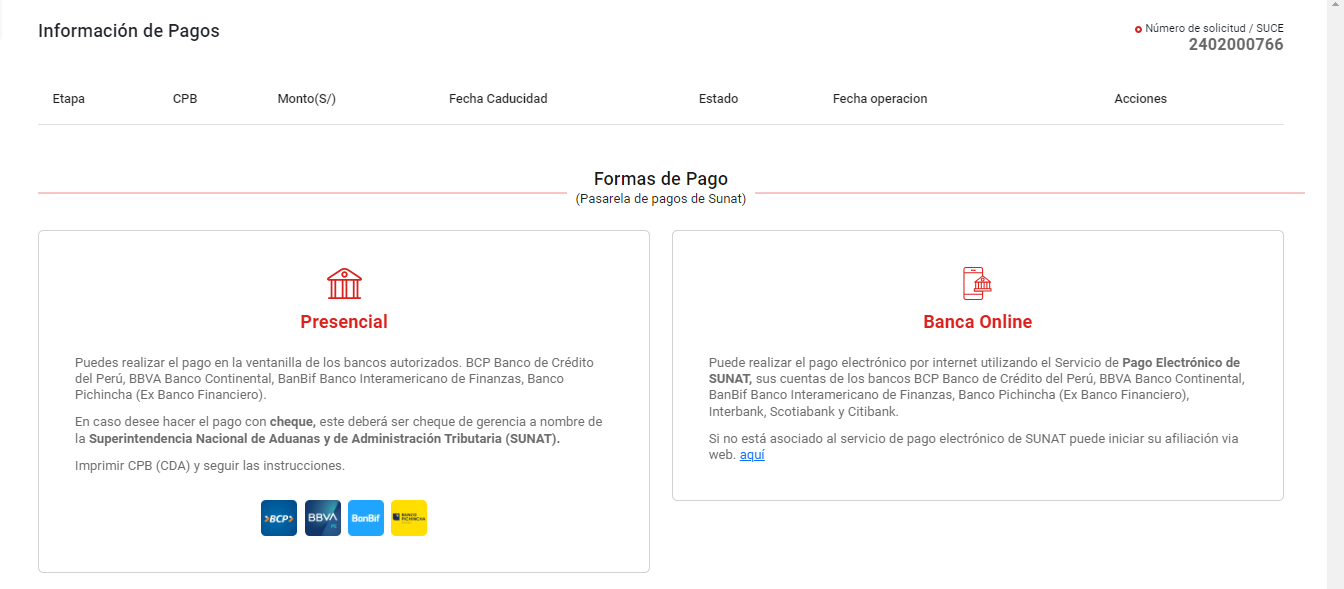 Información de Pagos
Número de solicitud / SUCE
2402000766
Etapa CPB Monto(S/) Fecha Caducidad Estado Fecha operacion Acciones
Formas de Pago
(Pasarela de pagos de Sunat)
Presencial
Puedes realizar el pago en la ventanilla de los bancos autorizados. BCP Banco de Crédito
del Perú, BBVA Banco Continental, BanBif Banco Interamericano de Finanzas, Banco
Pichincha (Ex Banco Financiero).
En caso desee hacer el pago con cheque, este deberá ser cheque de gerencia a nombre de
la Superintendencia Nacional de Aduanas y de Administración Tributaria (SUNAT).
Imprimir CPB (CDA) y seguir las instrucciones.
BCP BBVA BanBif BANCO PICHINCHA
Banca Online
Puede realizar el pago electrónico por internet utilizando el Servicio de Pago Electrónico de
SUNAT, sus cuentas de los bancos BCP Banco de Crédito del Perú, BBVA Banco Continental,
BanBif Banco Interamericano de Finanzas, Banco Pichincha (Ex Banco Financiero),
Interbank, Scotiabank y Citibank.
Si no está asociado al servicio de pago electrónico de SUNAT puede iniciar su afiliación via
web. aquí